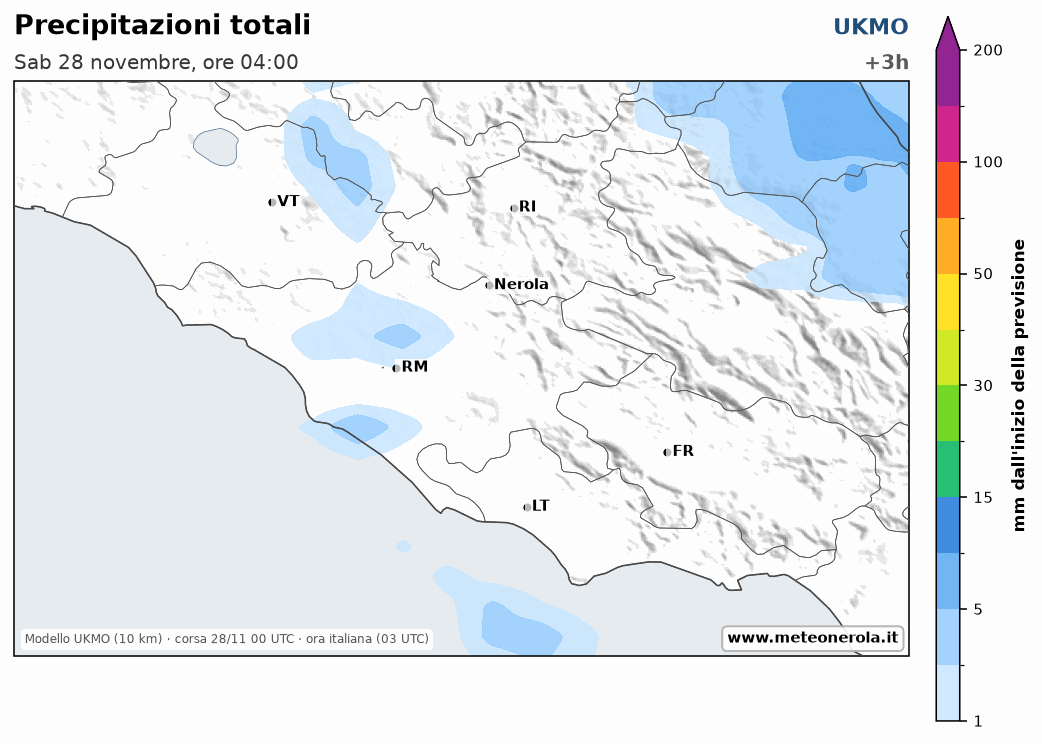 Precipitazioni totali
UKMO
Sab 28 novembre, ore 04:00
+3h
200
100
50
30
15
5
1
mm dall'inizio della previsione
VT
RI
Nerola
RM
FR
LT
Modello UKMO (10 km) · corsa 28/11 00 UTC · ora italiana (03 UTC)
www.meteonerola.it